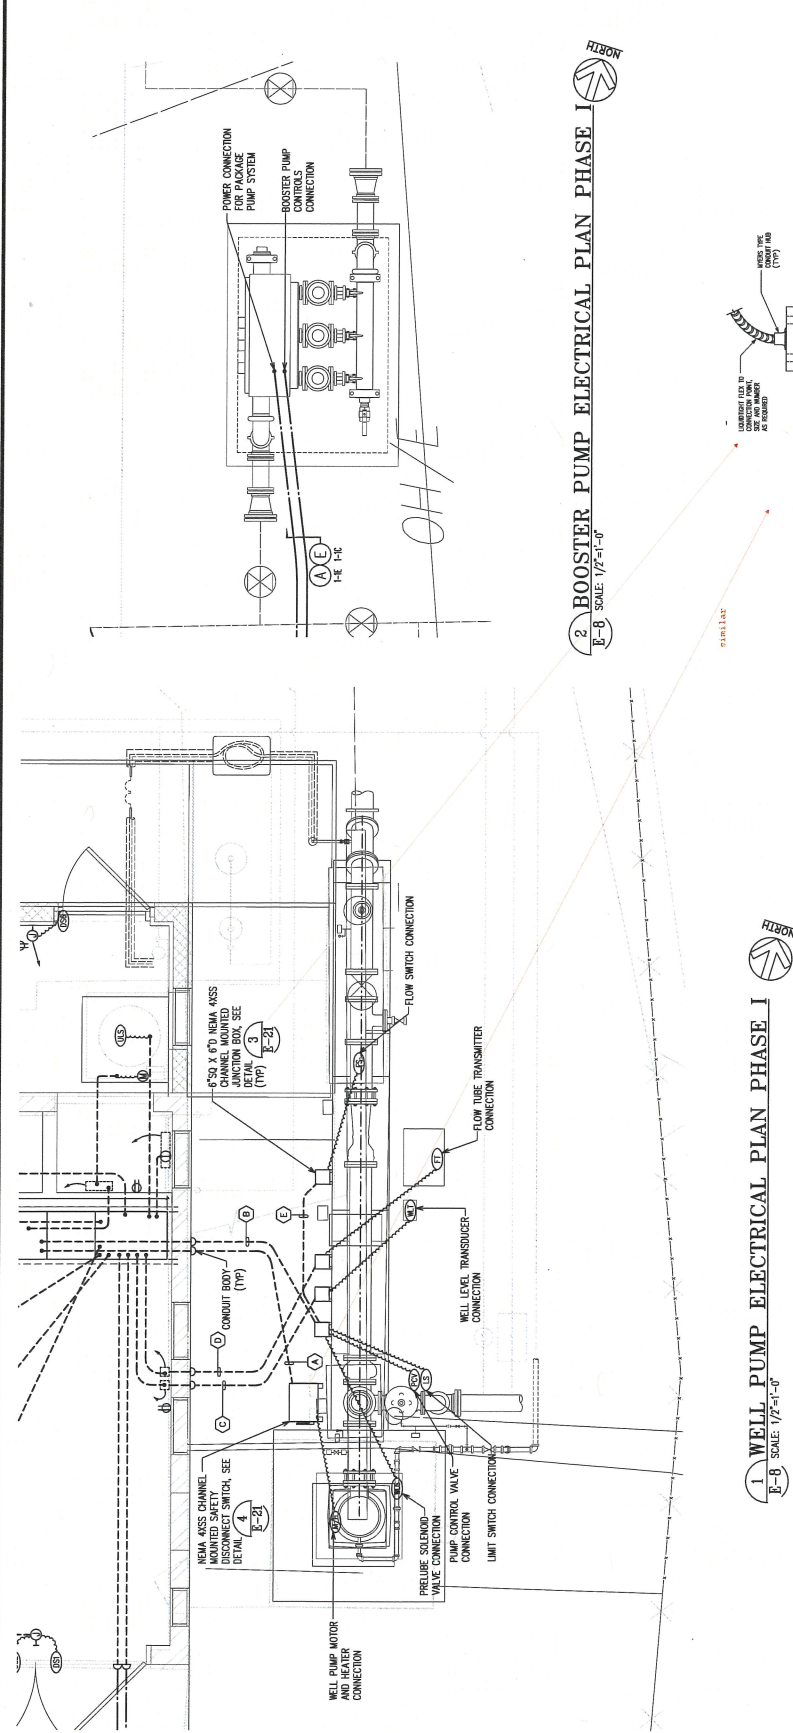 NEMA 4XSS CHANNEL
MOUNTED SAFETY
DISCONNECT SWITCH, SEE
DETAIL
4
E-21
WELL PUMP MOTOR
AND HEATER
CONNECTION
PRELUBE SOLENOID
VALVE CONNECTION
PUMP CONTROL VALVE
CONNECTION
LIMIT SWITCH CONNECTION
WELL LEVEL TRANSDUCER
CONNECTION
FLOW TUBE TRANSMITTER
CONNECTION
FLOW SWITCH CONNECTION
6"SQ X 6"D NEMA 4XSS
CHANNEL MOUNTED
JUNCTION BOX, SEE
DETAIL
(TYP)
3
E-21
CONDUIT BODY
(TYP)
A
B
C
D
E
DS1
ULS
PCV
LS
WLT
FT
FS
J
J
1
E-8
WELL PUMP ELECTRICAL PLAN PHASE I
SCALE: 1/2"=1'-0"
NORTH
POWER CONNECTION
FOR PACKAGE
PUMP SYSTEM
BOOSTER PUMP
CONTROLS
CONNECTION
A
E
1-1E
1-1C
OH/E
2
E-8
BOOSTER PUMP ELECTRICAL PLAN PHASE I
SCALE: 1/2"=1'-0"
NORTH
similar
LIQUIDTIGHT FLEX TO
CONNECTION POINT,
SIZE AND NUMBER
AS REQUIRED
MYERS TYPE
CONDUIT HUB
(TYP)